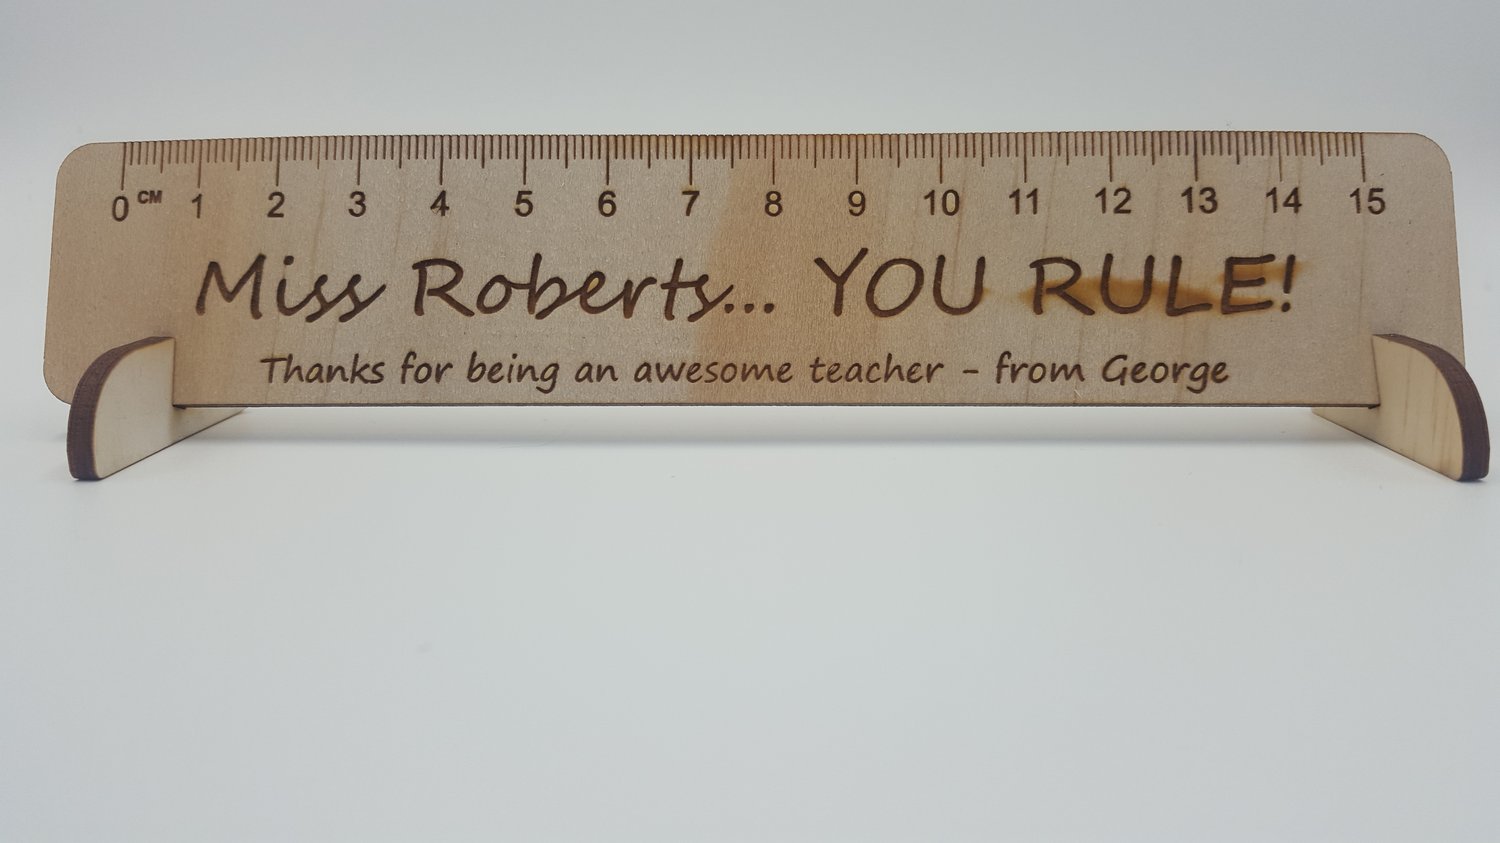 0 CM 1 2 3 4 5 6 7 8 9 10 11 12 13 14 15
Miss Roberts... YOU RULE!
Thanks for being an awesome teacher - from George